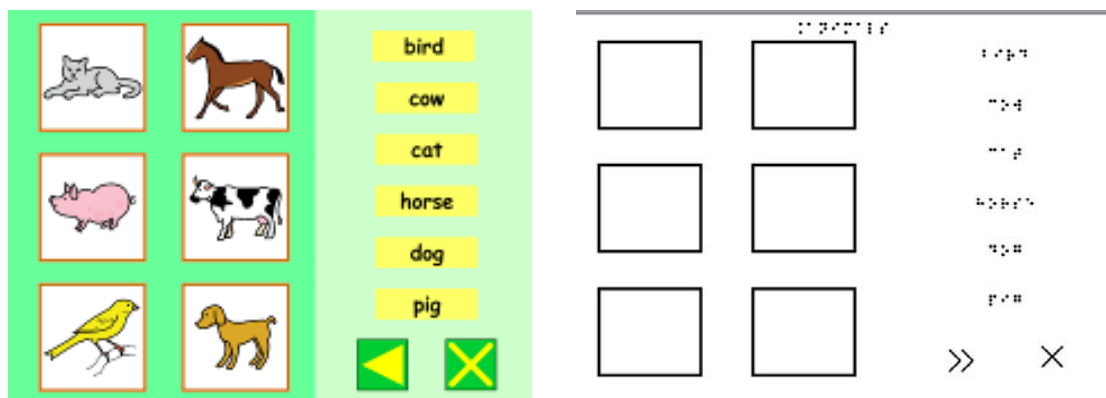 bird
cow
cat
horse
dog
pig
⠠⠁⠝⠊⠍⠁⠇⠎
⠃⠊⠗⠙
⠉⠕⠺
⠉⠁⠞
⠓⠕⠗⠎⠑
⠙⠕⠛
⠏⠊⠛